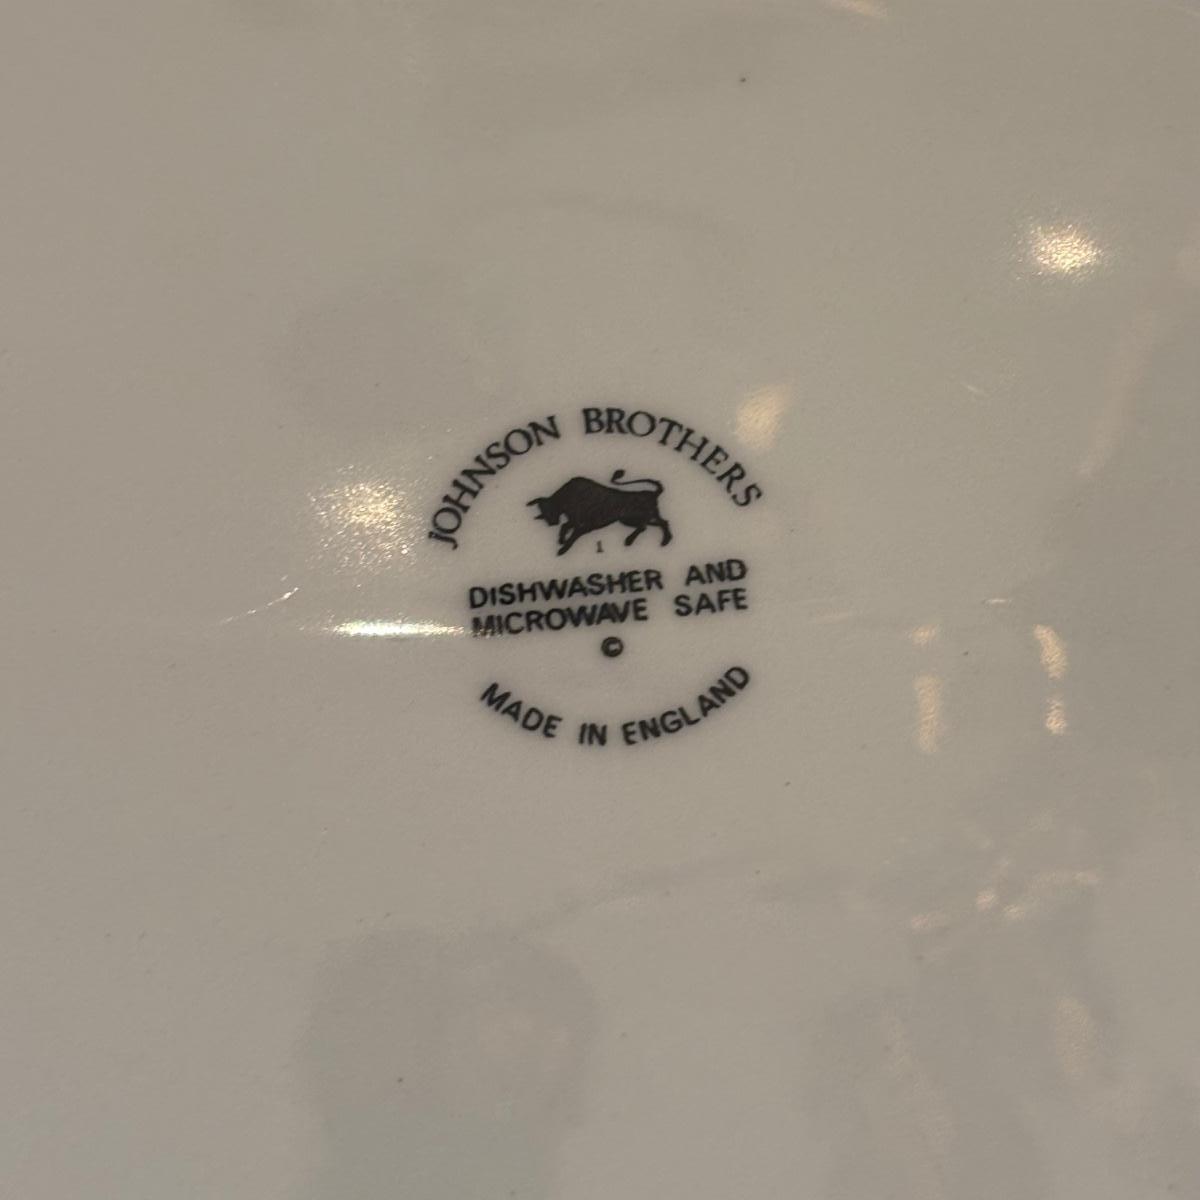 JOHNSON BROTHERS
1
DISHWASHER AND
MICROWAVE SAFE
©
MADE IN ENGLAND